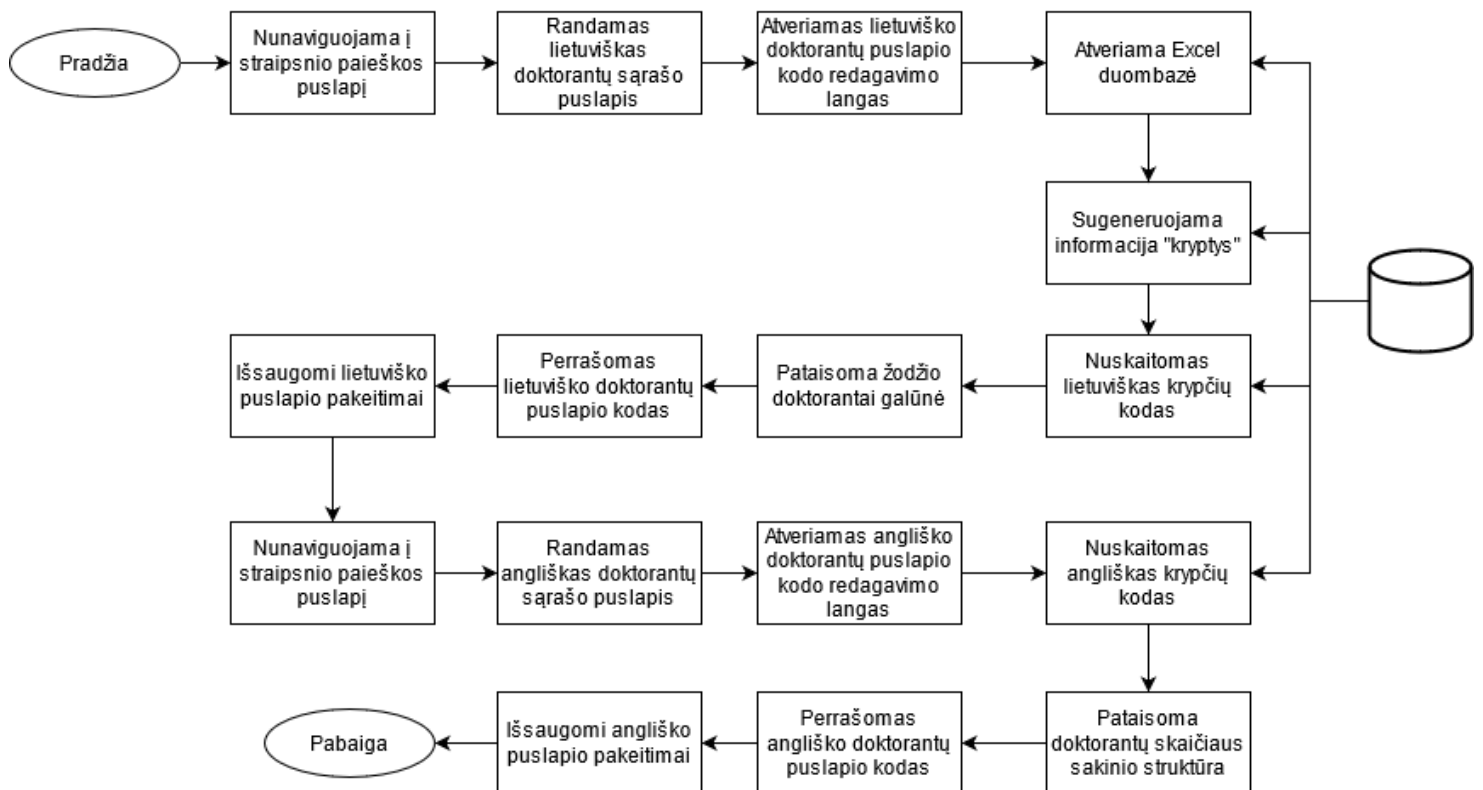 Pradžia
Nunaviguojama į
straipsnio paieškos
puslapį
Randamas
lietuviškas
doktorantų sąrašo
puslapis
Atveriamas lietuviško
doktorantų puslapio
kodo redagavimo
langas
Atveriama Excel
duombazė
Sugeneruojama
informacija "kryptys"
Nuskaitomas
lietuviškas krypčių
kodas
Pataisoma žodžio
doktorantai galūnė
Perrašomas
lietuviško doktorantų
puslapio kodas
Išsaugomi lietuviško
puslapio pakeitimai
Nunaviguojama į
straipsnio paieškos
puslapį
Randamas
angliškas doktorantų
sąrašo puslapis
Atveriamas angliško
doktorantų puslapio
kodo redagavimo
langas
Nuskaitomas
angliškas krypčių
kodas
Pataisoma
doktorantų skaičiaus
sakinio struktūra
Perrašomas
angliško doktorantų
puslapio kodas
Išsaugomi angliško
puslapio pakeitimai
Pabaiga